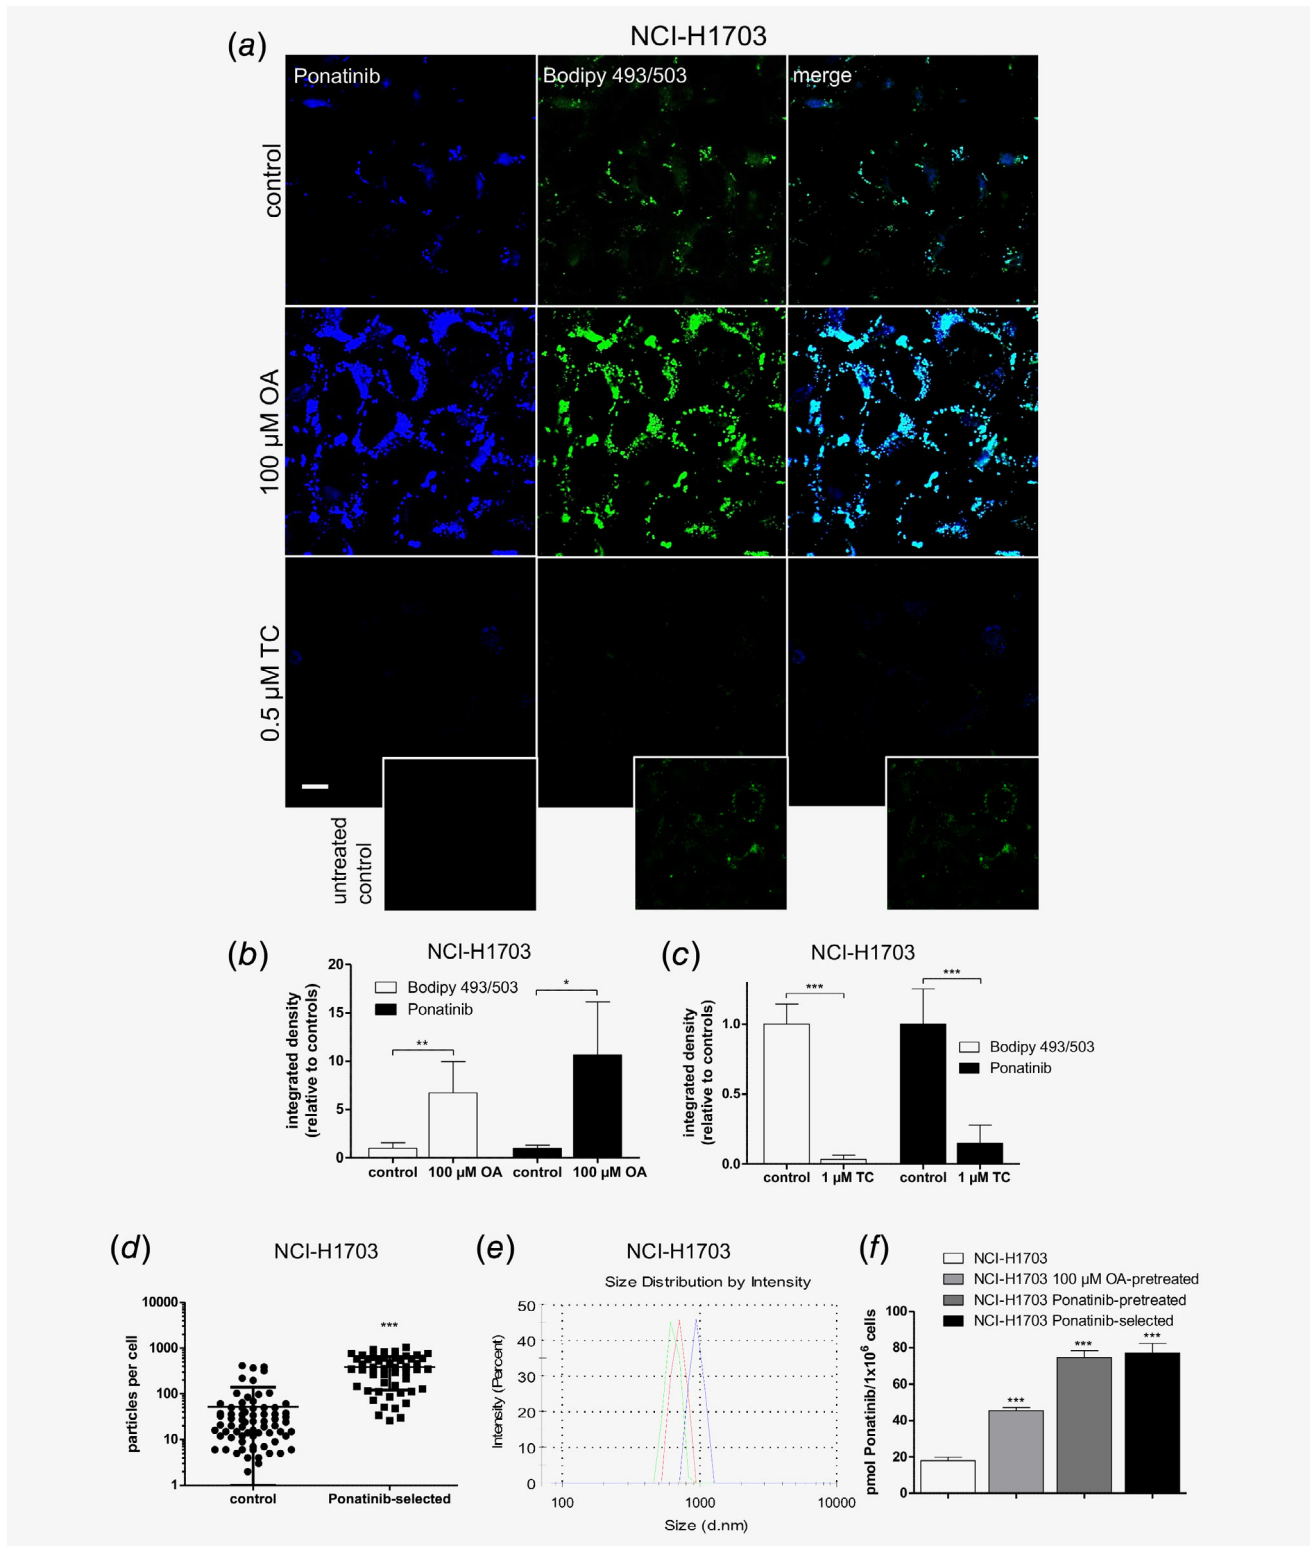 (a)
NCI-H1703
Ponatinib
Bodipy 493/503
merge
control
100 µM OA
0.5 µM TC
untreated
control
(b)
NCI-H1703
Bodipy 493/503
Ponatinib
integrated density
(relative to controls)
20
15
10
5
0
**
*
control
100 µM OA
control
100 µM OA
(c)
NCI-H1703
Bodipy 493/503
Ponatinib
integrated density
(relative to controls)
1.0
0.5
0.0
***
***
control
1 µM TC
control
1 µM TC
(d)
NCI-H1703
particles per cell
10000
1000
100
10
1
***
control
Ponatinib-selected
(e)
NCI-H1703
Size Distribution by Intensity
Intensity (Percent)
50
40
30
20
10
0
100
1000
10000
Size (d.nm)
(f)
NCI-H1703
NCI-H1703 100 µM OA-pretreated
NCI-H1703 Ponatinib-pretreated
NCI-H1703 Ponatinib-selected
pmol Ponatinib/1x10⁶ cells
100
80
60
40
20
0
***
***
***